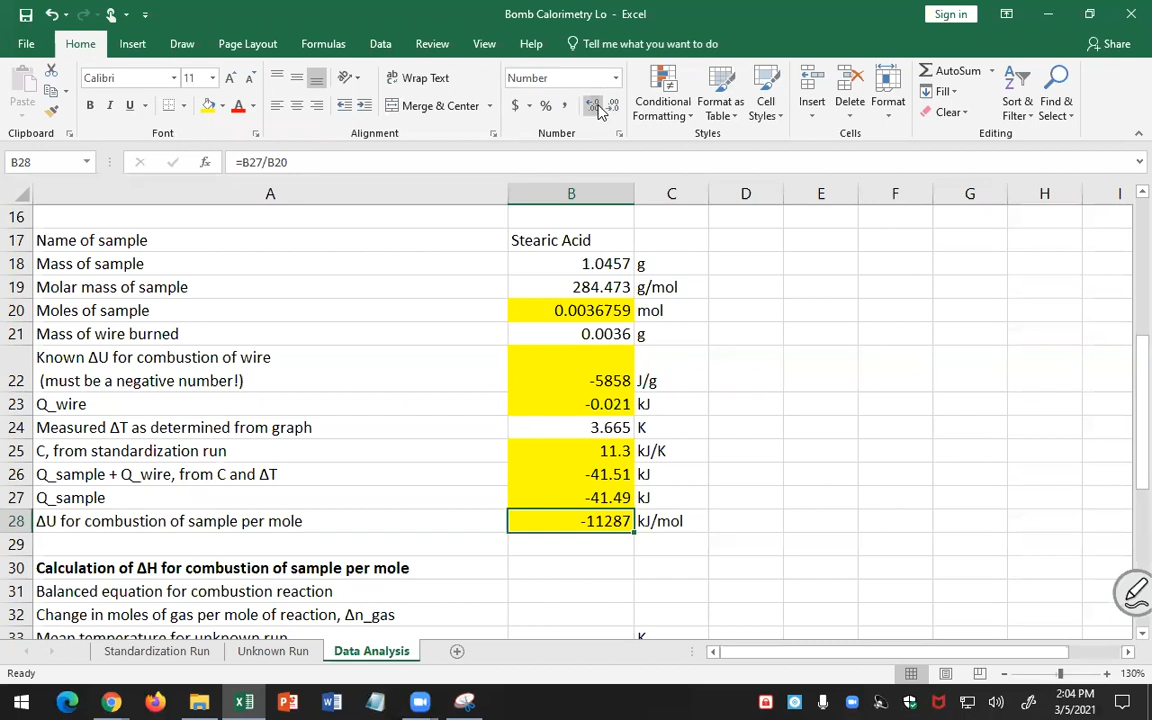 Bomb Calorimetry Lo - Excel
Sign in
File Home Insert Draw Page Layout Formulas Data Review View Help Tell me what you want to do Share
Paste
Calibri 11
B I U
Wrap Text
Merge & Center
Number
$ % ,
Conditional Formatting
Format as Table
Cell Styles
Insert
Delete
Format
AutoSum
Fill
Clear
Sort & Filter
Find & Select
Clipboard Font Alignment Number Styles Cells Editing
B28 fx =B27/B20
A B C D E F G H I
16
17 Name of sample Stearic Acid
18 Mass of sample 1.0457 g
19 Molar mass of sample 284.473 g/mol
20 Moles of sample 0.0036759 mol
21 Mass of wire burned 0.0036 g
Known ΔU for combustion of wire
22 (must be a negative number!) -5858 J/g
23 Q_wire -0.021 kJ
24 Measured ΔT as determined from graph 3.665 K
25 C, from standardization run 11.3 kJ/K
26 Q_sample + Q_wire, from C and ΔT -41.51 kJ
27 Q_sample -41.49 kJ
28 ΔU for combustion of sample per mole -11287 kJ/mol
29
30 Calculation of ΔH for combustion of sample per mole
31 Balanced equation for combustion reaction
32 Change in moles of gas per mole of reaction, Δn_gas
33 Mean temperature for unknown run K
Standardization Run Unknown Run Data Analysis
Ready 130%
2:04 PM
3/5/2021